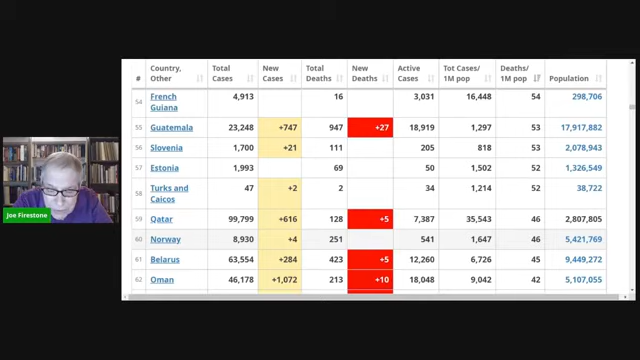 # Country, Other Total Cases New Cases Total Deaths New Deaths Active Cases Tot Cases/ 1M pop Deaths/ 1M pop Population
54 French Guiana 4,913 16 3,031 16,448 54 298,706
55 Guatemala 23,248 +747 947 +27 18,919 1,297 53 17,917,882
56 Slovenia 1,700 +21 111 205 818 53 2,078,943
57 Estonia 1,993 69 50 1,502 52 1,326,549
58 Turks and Caicos 47 +2 2 34 1,214 52 38,722
59 Qatar 99,799 +616 128 +5 7,387 35,543 46 2,807,805
60 Norway 8,930 +4 251 541 1,647 46 5,421,769
61 Belarus 63,554 +284 423 +5 12,260 6,726 45 9,449,272
62 Oman 46,178 +1,072 213 +10 18,048 9,042 42 5,107,055
Joe Firestone